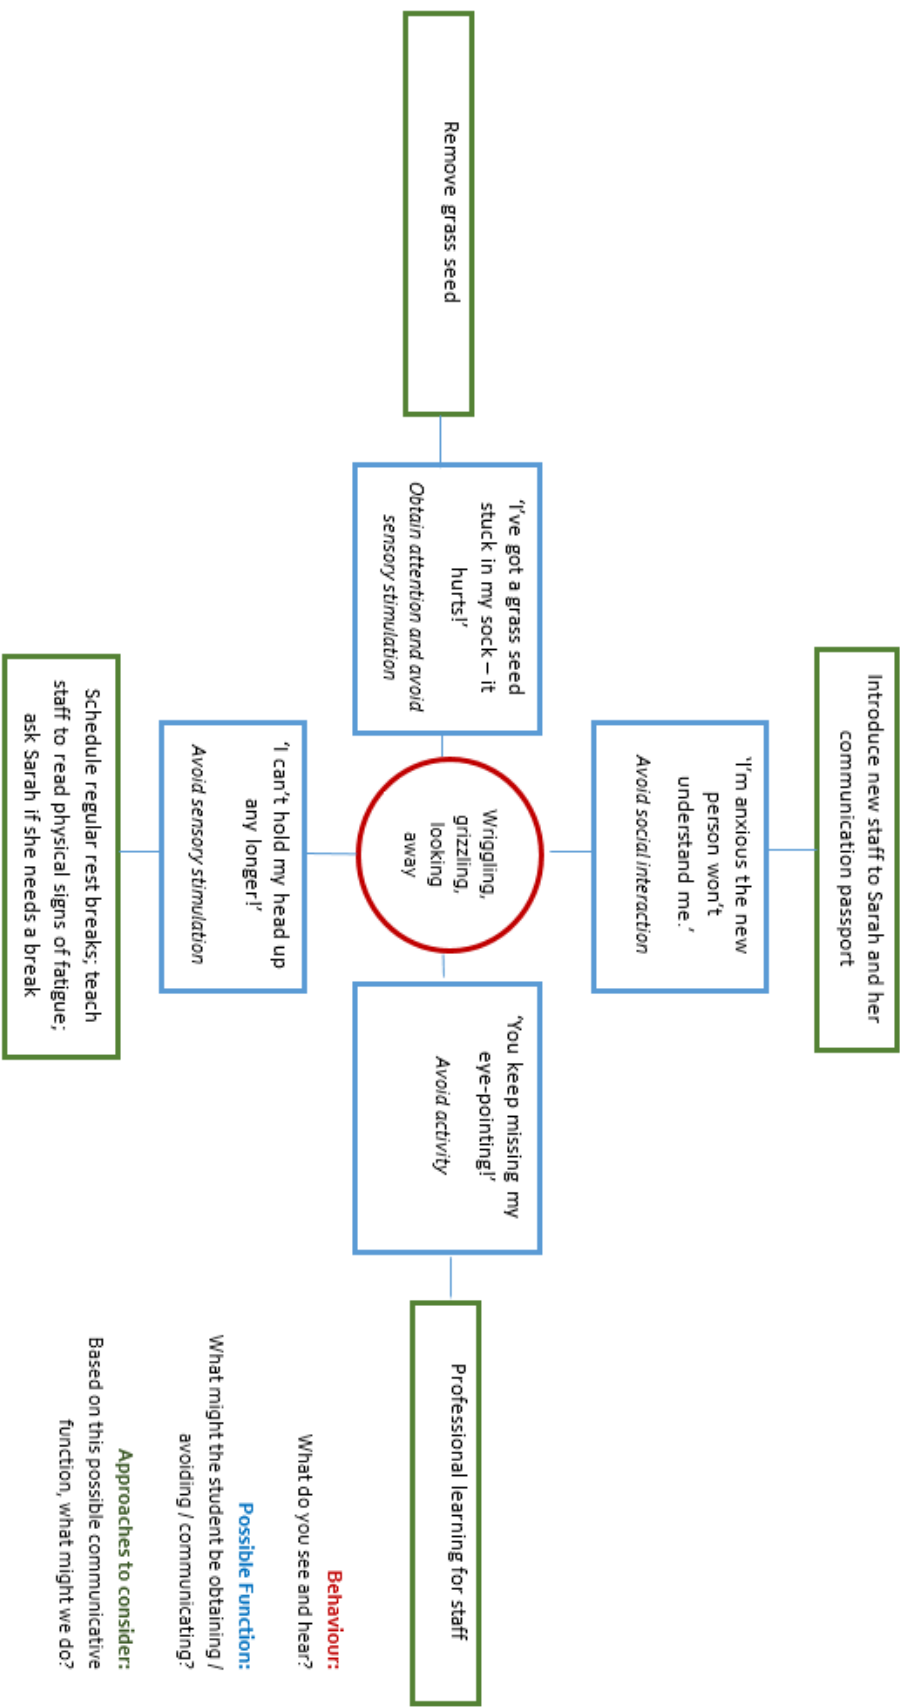 Introduce new staff to Sarah and her
communication passport
‘I’m anxious the new
person won’t
understand me.’
Avoid social interaction
Remove grass seed
‘I’ve got a grass seed
stuck in my sock – it
hurts!’
Obtain attention and avoid
sensory stimulation
Wriggling,
grizzling,
looking
away
‘You keep missing my
eye-pointing!’
Avoid activity
Professional learning for staff
‘I can’t hold my head up
any longer!’
Avoid sensory stimulation
Schedule regular rest breaks; teach
staff to read physical signs of fatigue;
ask Sarah if she needs a break
Behaviour:
What do you see and hear?
Possible Function:
What might the student be obtaining /
avoiding / communicating?
Approaches to consider:
Based on this possible communicative
function, what might we do?